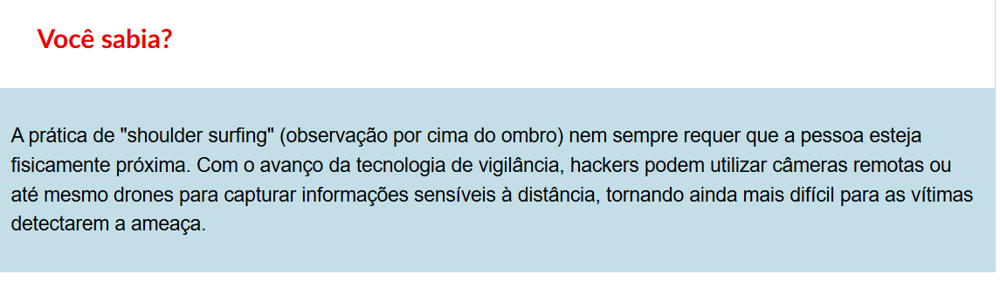 Você sabia?
A prática de "shoulder surfing" (observação por cima do ombro) nem sempre requer que a pessoa esteja
fisicamente próxima. Com o avanço da tecnologia de vigilância, hackers podem utilizar câmeras remotas ou
até mesmo drones para capturar informações sensíveis à distância, tornando ainda mais difícil para as vítimas
detectarem a ameaça.